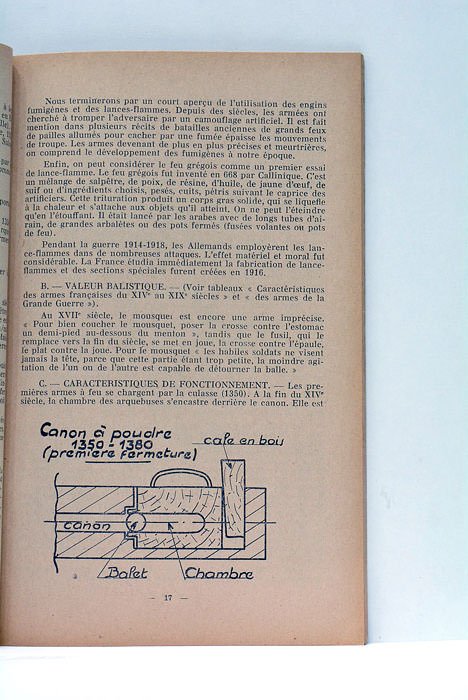 Nous terminerons par un court aperçu de l'utilisation des engins
fumigènes et des lances-flammes. Depuis des siècles, les armées ont
cherché à tromper l'adversaire par un camouflage artificiel. Il est fait
mention dans plusieurs récits de batailles anciennes de grands feux
de pailles allumés pour cacher par une fumée épaisse les mouvements
de troupe. Les armes devenant de plus en plus précises et meurtrières,
on comprend le développement des fumigènes à notre époque.
Enfin, on peut considérer le feu grégois comme un premier essai
de lance-flamme. Le feu grégois fut inventé en 668 par Callinique. C'est
un mélange de salpêtre, de poix, de résine, d'huile, de jaune d'œuf, de
suif ou d'ingrédients choisis, pesés, cuits, pétris suivant le caprice des
artificiers. Cette trituration produit un corps gras solide, qui se liquéfie
à la chaleur et s'attache aux objets qu'il atteint. On ne peut l'éteindre
qu'en l'étouffant. Il était lancé par les arabes avec de longs tubes d'ai-
rain, de grandes arbalètes ou des pots fermés (fusées volantes ou pots
de feu).
Pendant la guerre 1914-1918, les Allemands employèrent les lan-
ce-flammes dans de nombreuses attaques. L'effet matériel et moral fut
considérable. La France étudia immédiatement la fabrication de lance-
flammes et des sections spéciales furent créées en 1916.
B. — VALEUR BALISTIQUE. — (Voir tableaux « Caractéristiques
des armes françaises du XIVe au XIXe siècles » et « des armes de la
Grande Guerre »).
Au XVIIe siècle, le mousquet est encore une arme imprécise.
« Pour bien coucher le mousquet, poser la crosse contre l'estomac
un demi-pied au-dessous du menton », tandis que le fusil, qui le
remplace vers la fin du siècle, se met en joue, la crosse contre l'épaule,
le plat contre la joue. Pour le mousquet « les habiles soldats ne visent
jamais la tête, parce que cette partie étant trop petite, la moindre agi-
tation de l'un ou de l'autre est capable de détourner la balle. »
C. — CARACTERISTIQUES DE FONCTIONNEMENT. — Les pre-
mières armes à feu se chargent par la culasse (1350). A la fin du XIVe
siècle, la chambre des arquebuses s'encastre derrière le canon. Elle est
Canon à poudre
1350 - 1380
(première fermeture)
cale en bois
canon
Balet
Chambre
— 17 —